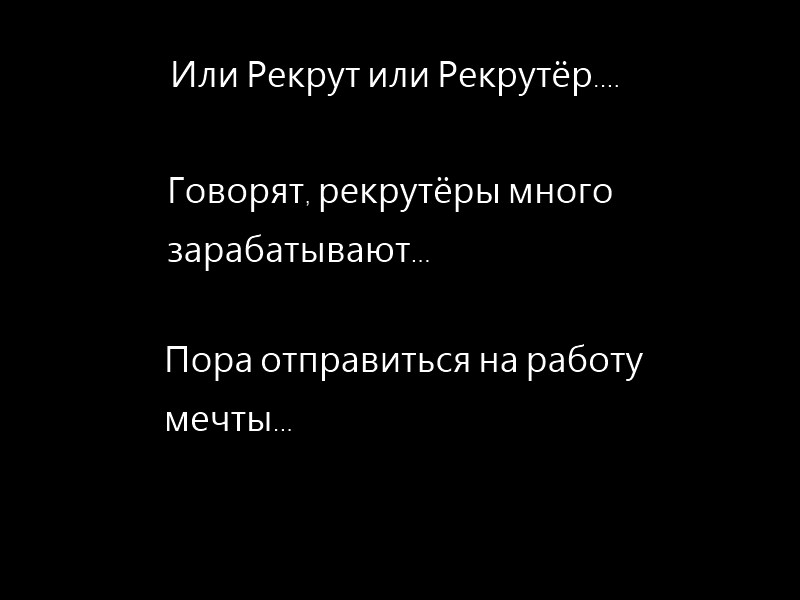 Или Рекрут или Рекрутёр....
Говорят, рекрутёры много
зарабатывают...
Пора отправиться на работу
мечты...